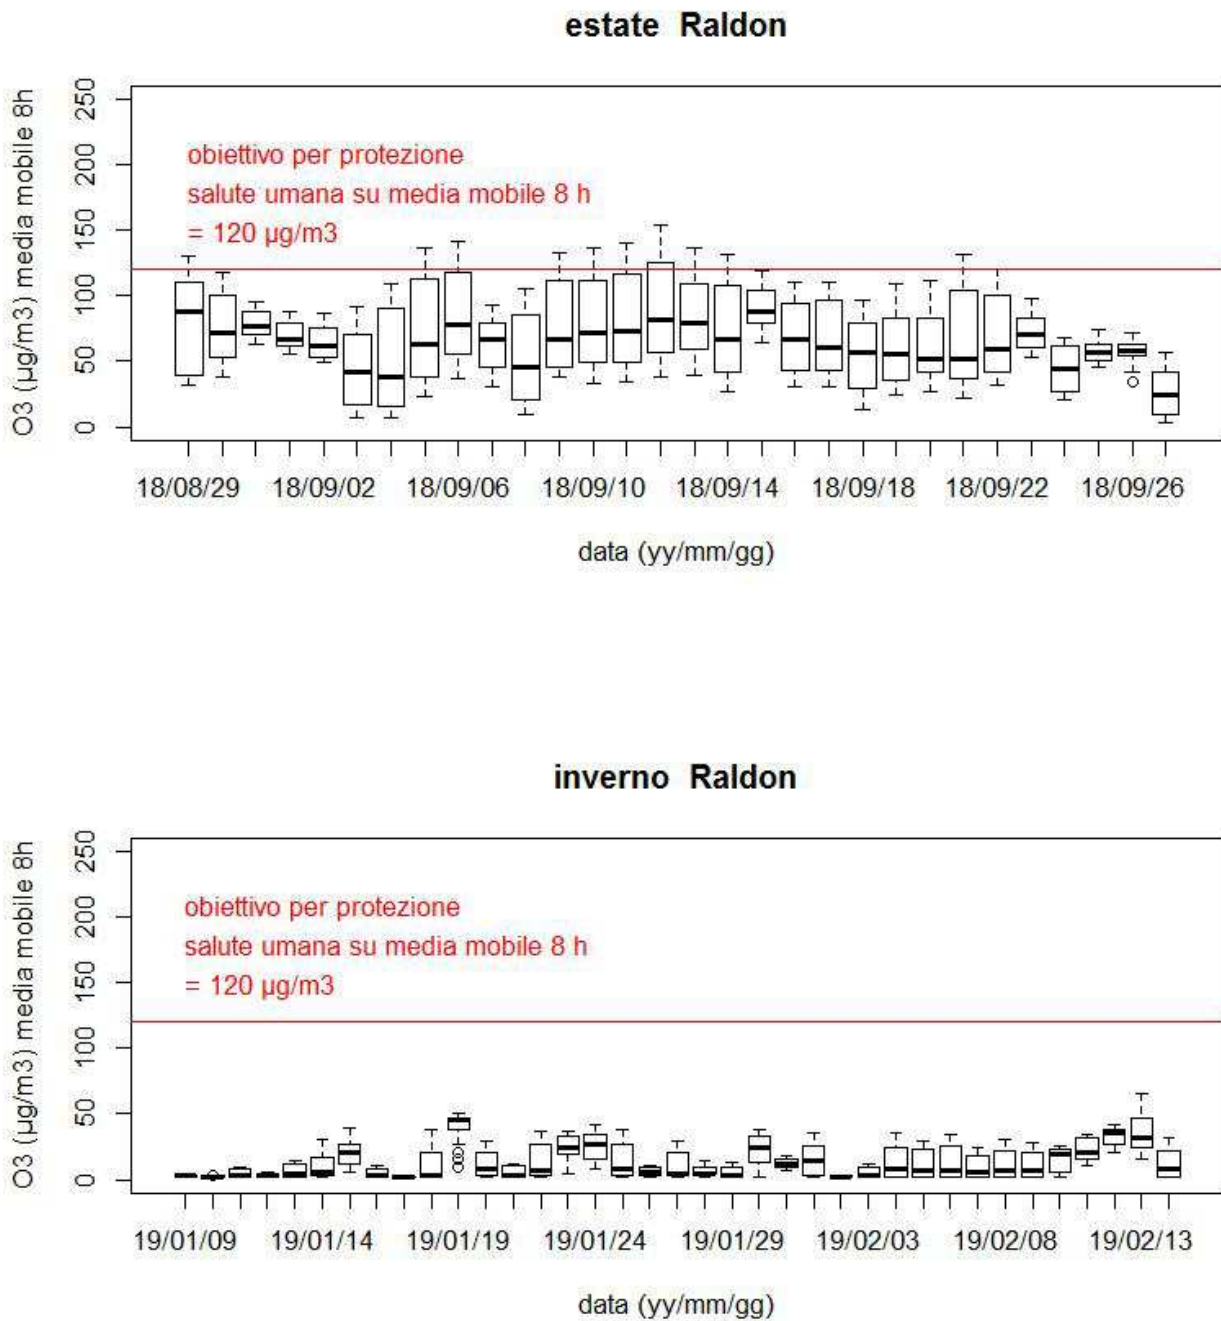 estate Raldon
O3 (µg/m3) media mobile 8h
250
200
150
100
50
0
obiettivo per protezione
salute umana su media mobile 8 h
= 120 µg/m3
18/08/29 18/09/02 18/09/06 18/09/10 18/09/14 18/09/18 18/09/22 18/09/26
data (yy/mm/gg)
inverno Raldon
O3 (µg/m3) media mobile 8h
250
200
150
100
50
0
obiettivo per protezione
salute umana su media mobile 8 h
= 120 µg/m3
19/01/09 19/01/14 19/01/19 19/01/24 19/01/29 19/02/03 19/02/08 19/02/13
data (yy/mm/gg)